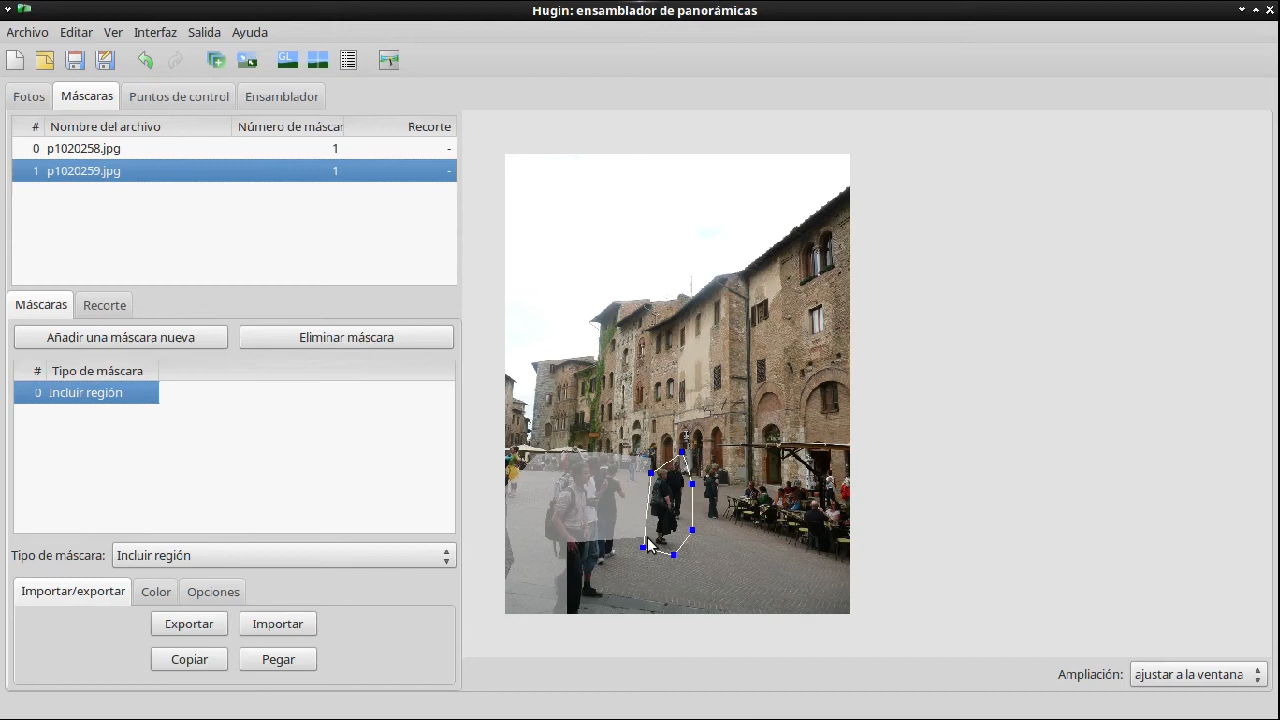 Hugin: ensamblador de panorámicas
Archivo Editar Ver Interfaz Salida Ayuda
GL
Fotos Máscaras Puntos de control Ensamblador
# Nombre del archivo Número de máscar Recorte
0 p1020258.jpg 1 -
1 p1020259.jpg 1 -
Máscaras Recorte
Añadir una máscara nueva Eliminar máscara
# Tipo de máscara
0 Incluir región
Tipo de máscara: Incluir región
Importar/exportar Color Opciones
Exportar Importar
Copiar Pegar
Ampliación: ajustar a la ventana